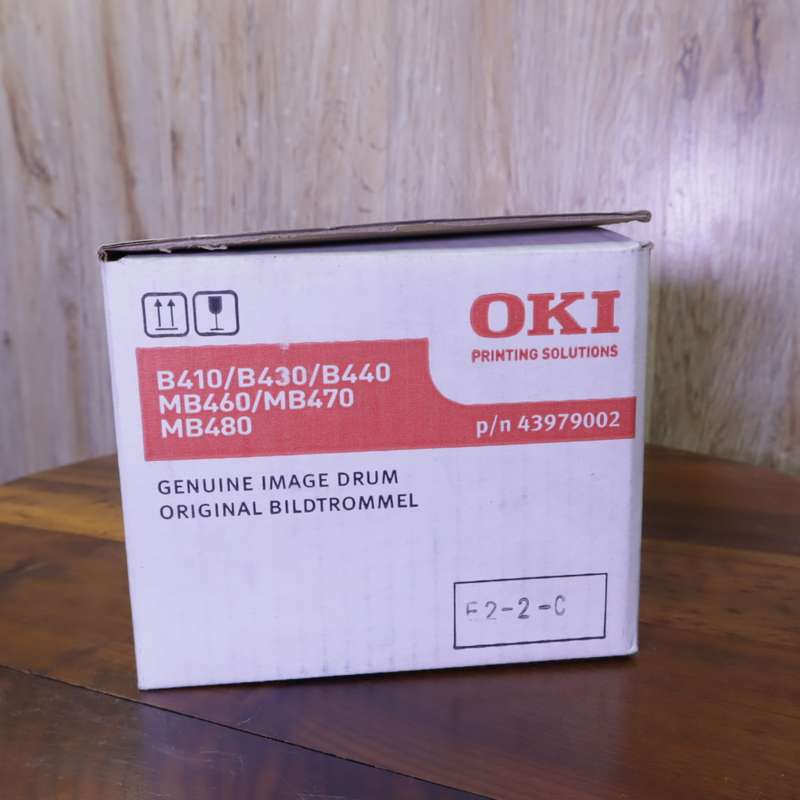 OKI
PRINTING SOLUTIONS
B410/B430/B440
MB460/MB470
MB480
p/n 43979002
GENUINE IMAGE DRUM
ORIGINAL BILDTROMMEL
E2-2-C